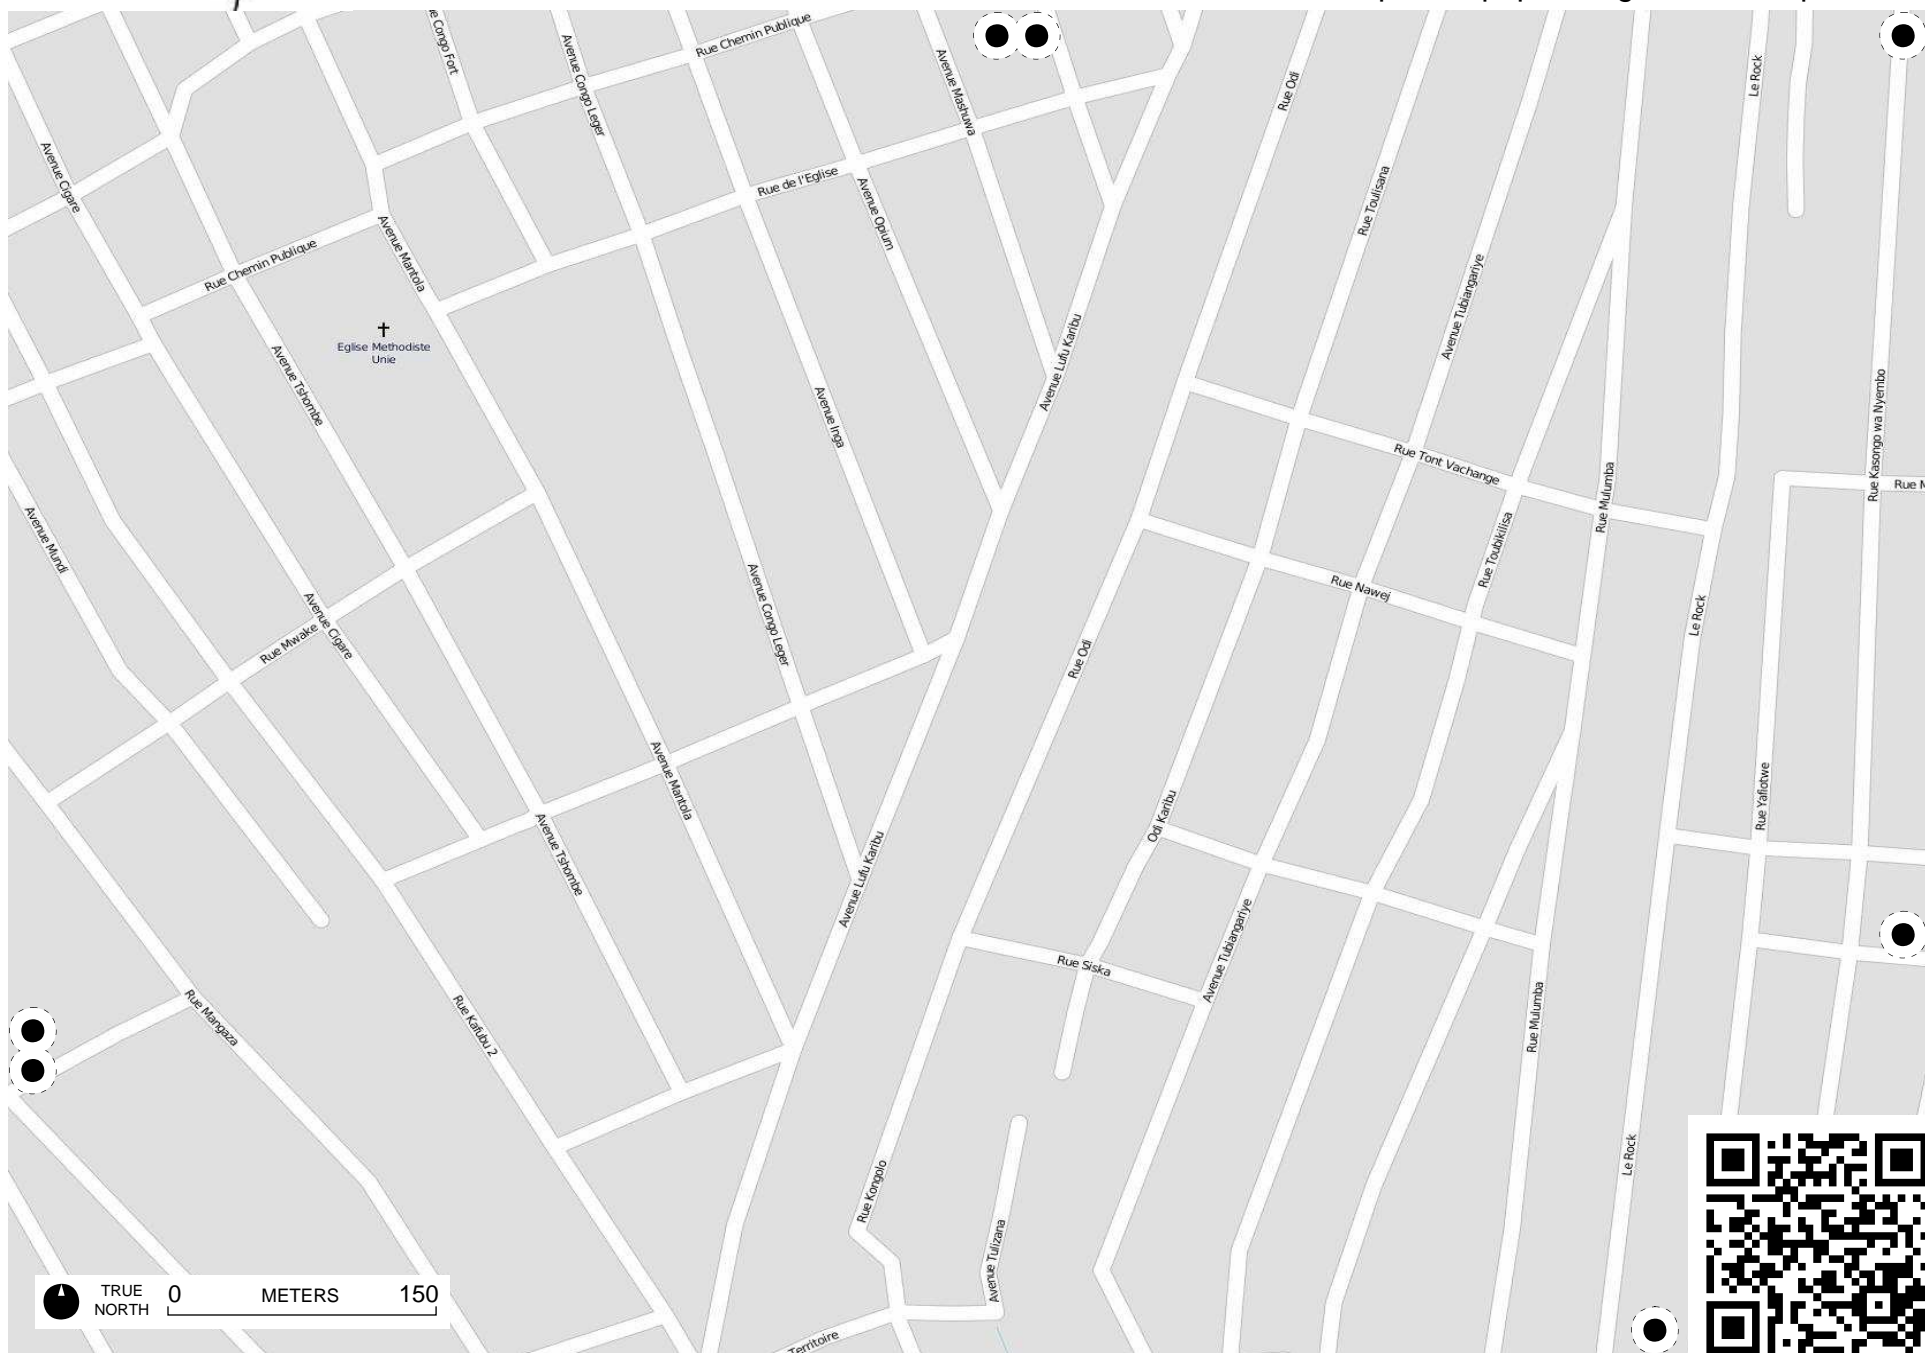 Rue Chemin Publique
Congo Fort
Avenue Congo Leger
Avenue Mashuwa
Rue Odi
Le Rock
Avenue Cigare
Rue de l'Eglise
Avenue Opium
Rue Toulisana
Rue Chemin Publique
Avenue Mantola
Avenue Tubiangariye
Eglise Methodiste
Unie
Avenue Tshombe
Avenue Lufu Karibu
Avenue Inga
Rue Kasongo wa Nyembo
Rue Tont Vachange
Rue Mulumba
Rue M
Avenue Mundi
Rue Toubikilisa
Rue Nawej
Avenue Congo Leger
Le Rock
Rue Mwake
Avenue Cigare
Rue Odi
Avenue Mantola
Odi Karibu
Rue Yafiotwe
Avenue Tshombe
Avenue Lufu Karibu
Avenue Tubiangariye
Rue Siska
Rue Mangaza
Rue Kafubu 2
Rue Mulumba
Rue Kongolo
Le Rock
Avenue Tulizana
Territoire
TRUE
NORTH
0 METERS 150